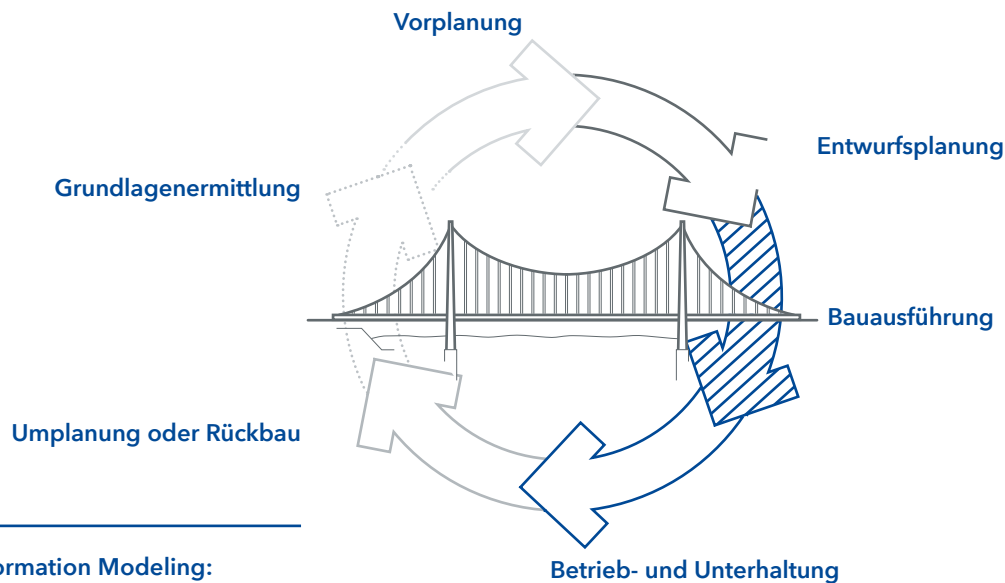 Vorplanung
Entwurfsplanung
Grundlagenermittlung
Bauausführung
Umplanung oder Rückbau
ormation Modeling:
Betrieb- und Unterhaltung